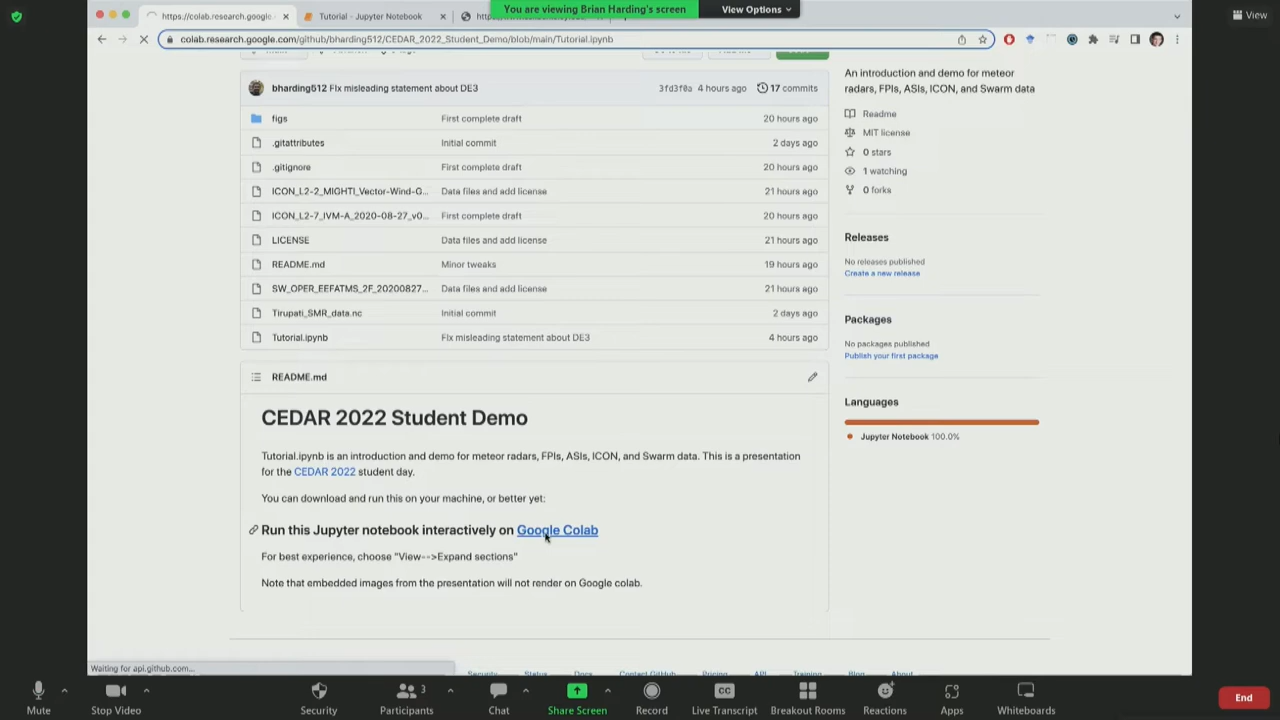 https://colab.research.google.
Tutorial - Jupyter Notebook
You are viewing Brian Harding's screen
View Options
View
colab.research.google.com/github/bharding512/CEDAR_2022_Student_Demo/blob/main/Tutorial.ipynb
bharding512 Fix misleading statement about DE3
3fd3f0a 4 hours ago
17 commits
figs
First complete draft
20 hours ago
.gitattributes
Initial commit
2 days ago
.gitignore
First complete draft
20 hours ago
ICON_L2-2_MIGHTI_Vector-Wind-G...
Data files and add license
21 hours ago
ICON_L2-7_IVM-A_2020-08-27_v0...
First complete draft
20 hours ago
LICENSE
Data files and add license
21 hours ago
README.md
Minor tweaks
19 hours ago
SW_OPER_EEFATMS_2F_20200827...
Data files and add license
21 hours ago
Tirupati_SMR_data.nc
Initial commit
2 days ago
Tutorial.ipynb
Fix misleading statement about DE3
4 hours ago
An introduction and demo for meteor
radars, FPIs, ASIs, ICON, and Swarm data
Readme
MIT license
0 stars
1 watching
0 forks
Releases
No releases published
Create a new release
Packages
No packages published
Publish your first package
Languages
Jupyter Notebook 100.0%
README.md
CEDAR 2022 Student Demo
Tutorial.ipynb is an introduction and demo for meteor radars, FPIs, ASIs, ICON, and Swarm data. This is a presentation
for the CEDAR 2022 student day.
You can download and run this on your machine, or better yet:
Run this Jupyter notebook interactively on Google Colab
For best experience, choose "View-->Expand sections"
Note that embedded images from the presentation will not render on Google colab.
Waiting for api.github.com...
Security
Status
Docs
Contact GitHub
Pricing
API
Training
Blog
About
Mute
Stop Video
Security
3
Participants
Chat
Share Screen
Record
CC
Live Transcript
Breakout Rooms
Reactions
Apps
Whiteboards
End